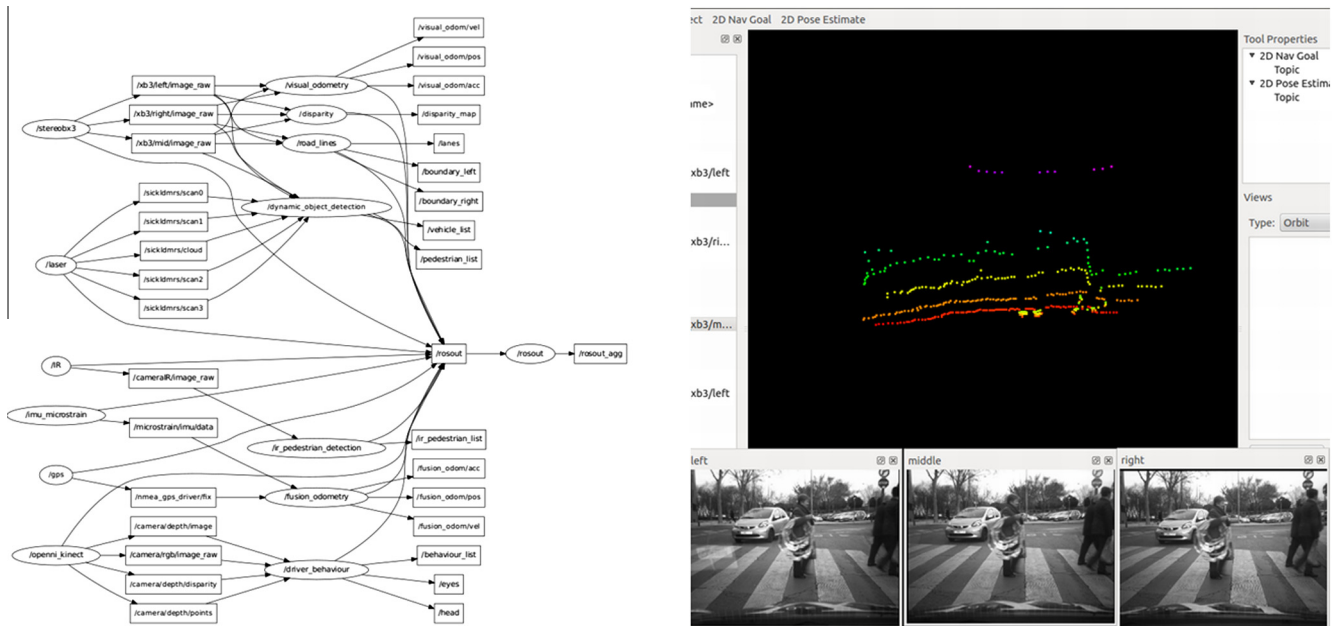 /visual_odom/vel
/visual_odom/pos
/xb3/left/image_raw
/visual_odometry
/visual_odom/acc
/xb3/right/image_raw
/disparity
/disparity_map
/stereobx3
/xb3/mid/image_raw
/road_lines
/lanes
/boundary_left
/sickldmrs/scan0
/boundary_right
/dynamic_object_detection
/sickldmrs/scan1
/vehicle_list
/sickldmrs/cloud
/pedestrian_list
/laser
/sickldmrs/scan2
/sickldmrs/scan3
/rosout
/rosout
/rosout_agg
/IR
/cameraIR/image_raw
/imu_microstrain
/microstrain/imu/data
/ir_pedestrian_list
/ir_pedestrian_detection
/fusion_odom/acc
/gps
/nmea_gps_driver/fix
/fusion_odometry
/fusion_odom/pos
/camera/depth/image
/fusion_odom/vel
/openni_kinect
/camera/rgb/image_raw
/behaviour_list
/driver_behaviour
/camera/depth/disparity
/eyes
/camera/depth/points
/head
ect 2D Nav Goal 2D Pose Estimate
Tool Properties
2D Nav Goal
Topic
2D Pose Estima
Topic
ame>
xb3/left
Views
Type: Orbit
xb3/ri...
xb3/m...
xb3/left
left
middle
right